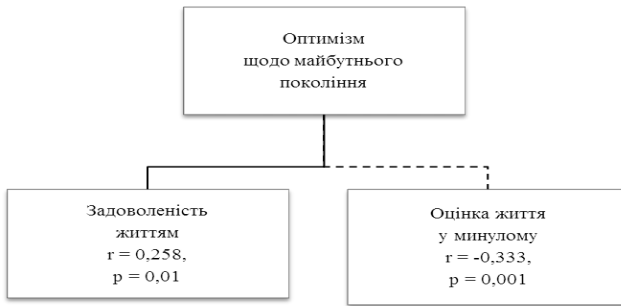 Оптимізм
щодо майбутнього
покоління
Задоволеність
життям
r = 0,258,
p = 0,01
Оцінка життя
у минулому
r = -0,333,
p = 0,001